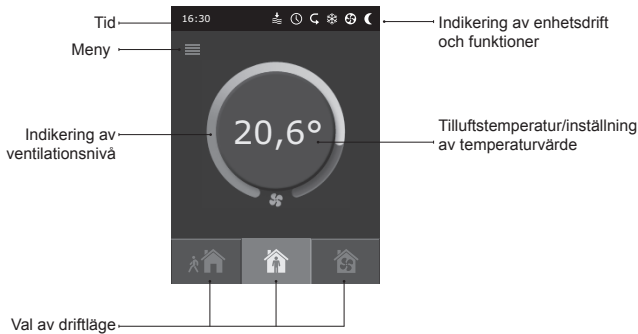 Tid
16:30
Indikering av enhetsdrift
och funktioner
Meny
Indikering av
ventilationsnivå
20,6°
Tilluftstemperatur/inställning
av temperaturvärde
Val av driftläge